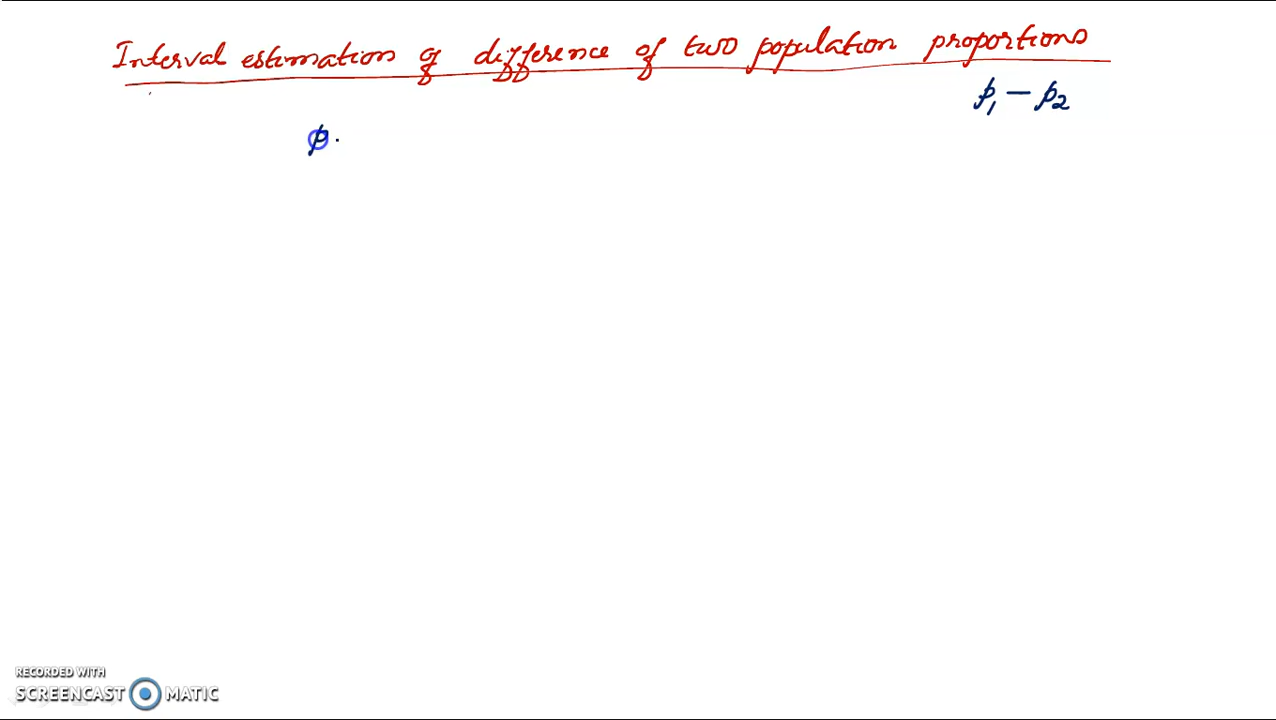 Interval estimation of difference of two population proportions
p₁ − p₂
p.
RECORDED WITH
SCREENCAST MATIC